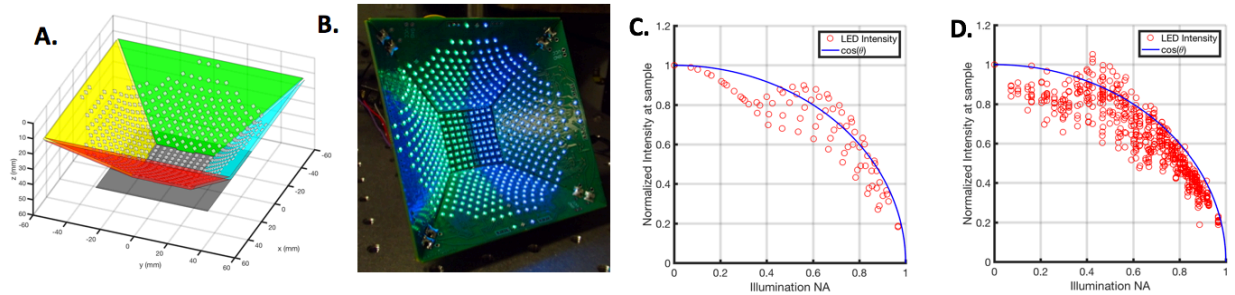 A.
0
10
20
30
40
50
60
z (mm)
-60
-40
-20
0
20
40
60
y (mm)
-60
-40
-20
0
20
40
60
x (mm)
B.
C.
1.2
1
0.8
0.6
0.4
0.2
0
Normalized Intensity at sample
LED Intensity
cos(θ)
0 0.2 0.4 0.6 0.8 1
Illumination NA
D.
1.2
1
0.8
0.6
0.4
0.2
0
Normalized Intensity at sample
LED Intensity
cos(θ)
0 0.2 0.4 0.6 0.8 1
Illumination NA